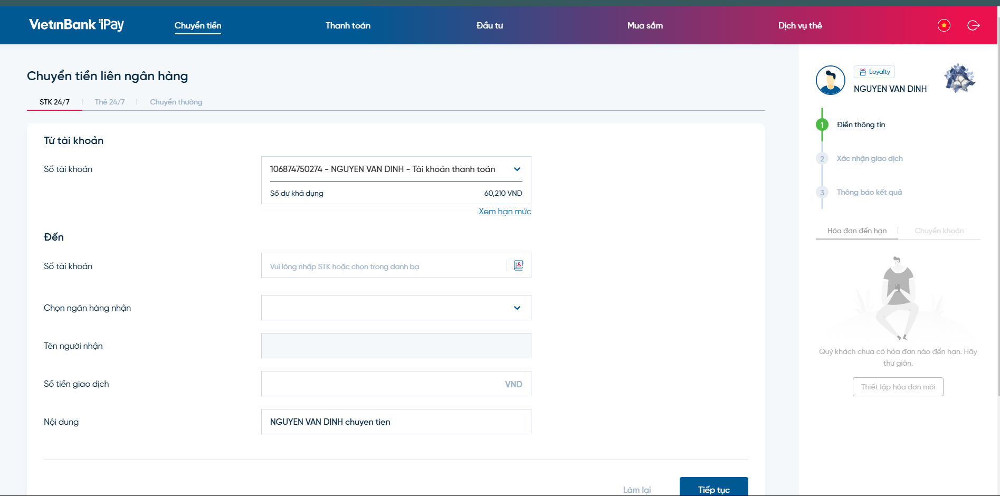 VietinBank iPay
Chuyển tiền
Thanh toán
Đầu tư
Mua sắm
Dịch vụ thẻ
Chuyển tiền liên ngân hàng
STK 24/7
Thẻ 24/7
Chuyển thường
Từ tài khoản
Số tài khoản
106874750274 - NGUYEN VAN DINH - Tài khoản thanh toán
Số dư khả dụng
60,210 VND
Xem hạn mức
Đến
Số tài khoản
Vui lòng nhập STK hoặc chọn trong danh bạ
Chọn ngân hàng nhận
Tên người nhận
Số tiền giao dịch
VND
Nội dung
NGUYEN VAN DINH chuyen tien
Làm lại
Tiếp tục
Loyalty
NGUYEN VAN DINH
1
Điền thông tin
2
Xác nhận giao dịch
3
Thông báo kết quả
Hóa đơn đến hạn
Chuyển khoản
Quý khách chưa có hóa đơn nào đến hạn. Hãy
thư giãn.
Thiết lập hóa đơn mới